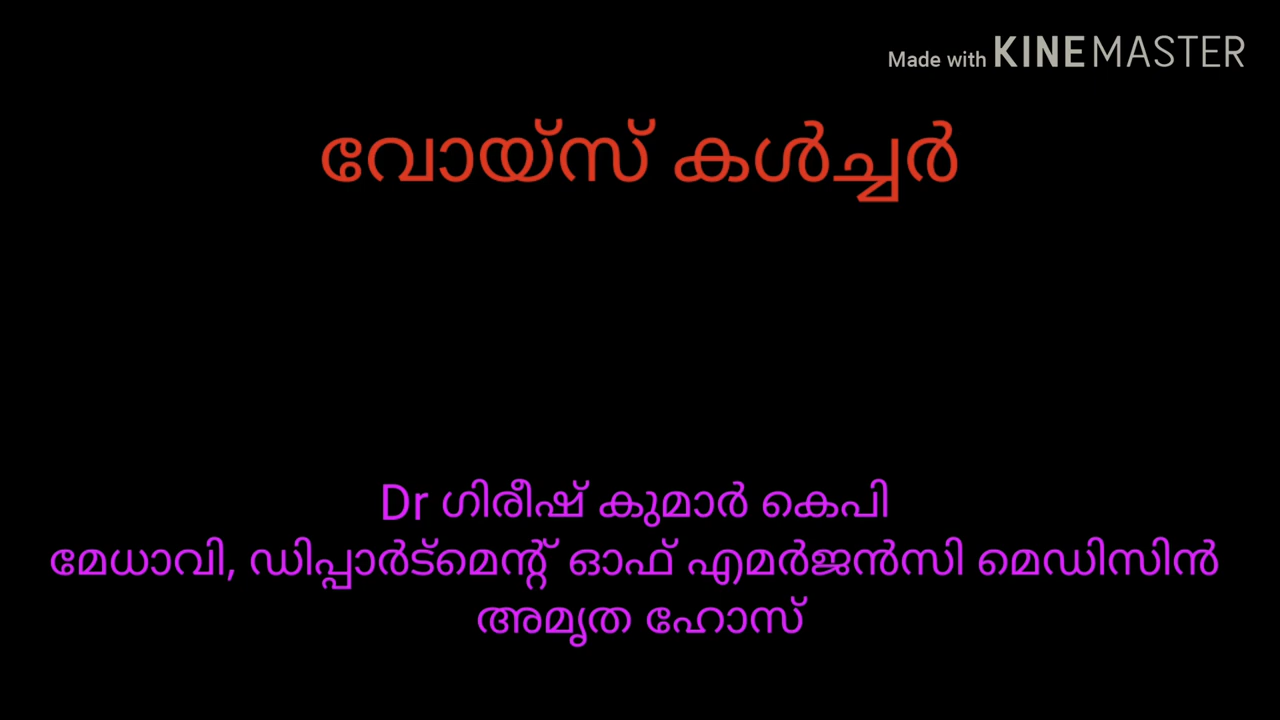 Made with KINEMASTER
വോയ്സ് കൾച്ചർ
Dr ഗിരീഷ് കുമാർ കെപി
മേധാവി, ഡിപ്പാർട്മെന്റ് ഓഫ് എമർജൻസി മെഡിസിൻ
അമൃത ഹോസ്